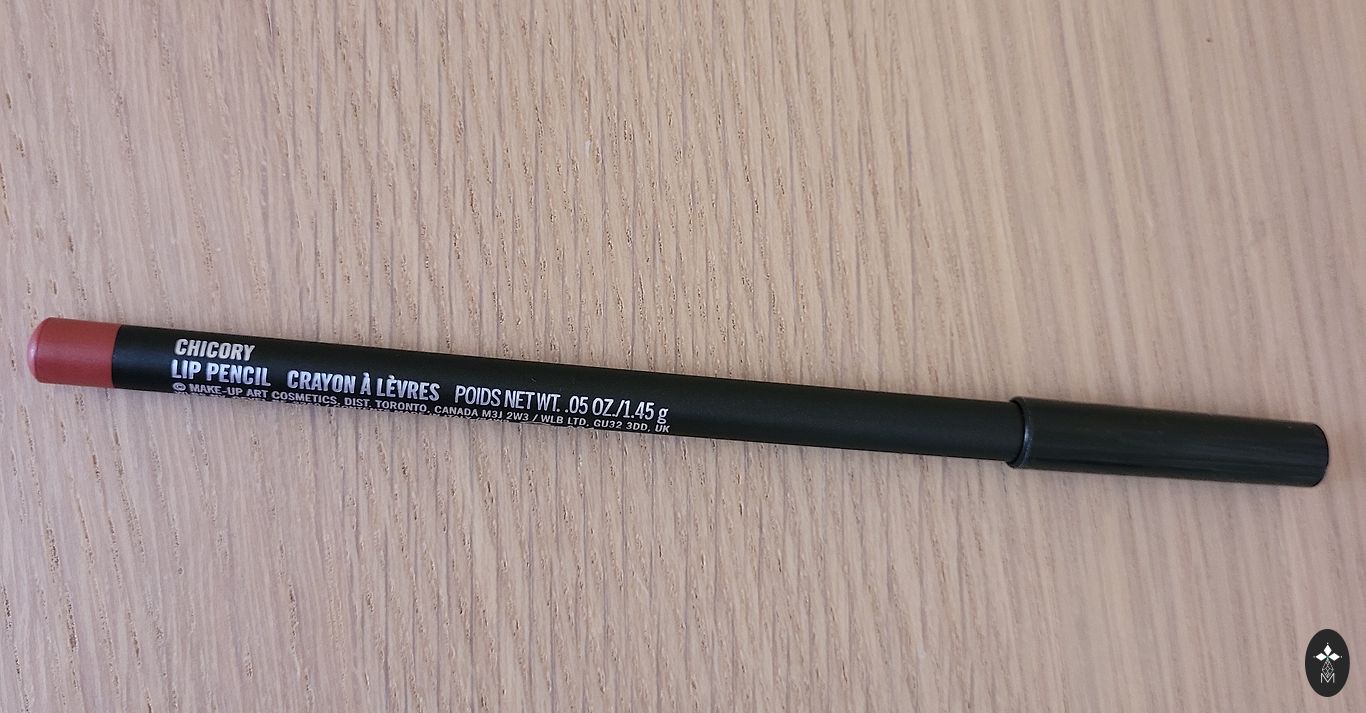 CHICORY
LIP PENCIL CRAYON À LÈVRES POIDS NET WT. .05 OZ./1.45 g
© MAKE-UP ART COSMETICS, DIST. TORONTO, CANADA M3J 2W3 / WLB LTD, GU32 3DD, UK
M